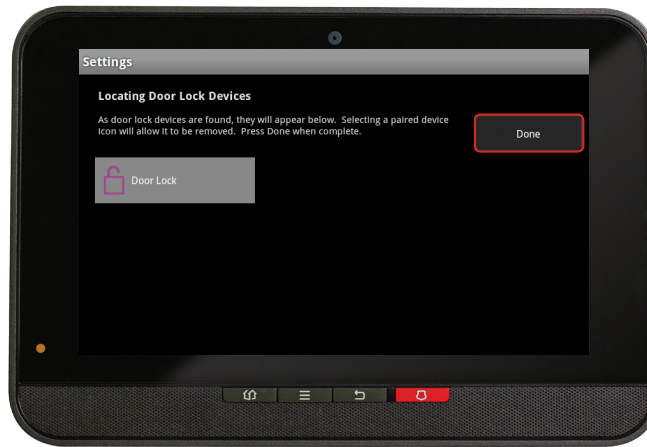 Settings
Locating Door Lock Devices
As door lock devices are found, they will appear below. Selecting a paired device
icon will allow it to be removed. Press Done when complete.
Done
Door Lock